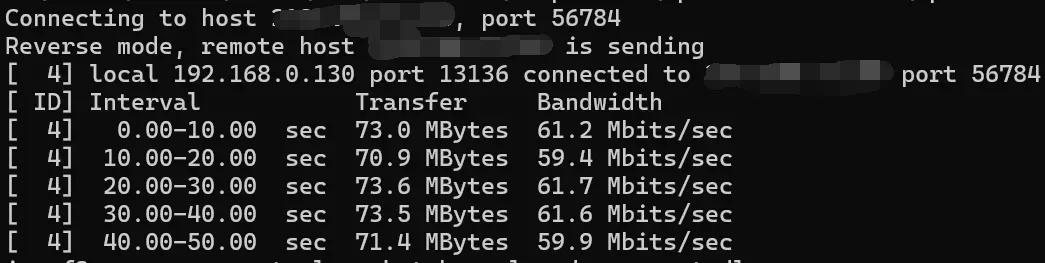 Connecting to host , port 56784
Reverse mode, remote host is sending
[  4] local 192.168.0.130 port 13136 connected to port 56784
[ ID] Interval           Transfer     Bandwidth
[  4]   0.00-10.00  sec  73.0 MBytes  61.2 Mbits/sec
[  4]  10.00-20.00  sec  70.9 MBytes  59.4 Mbits/sec
[  4]  20.00-30.00  sec  73.6 MBytes  61.7 Mbits/sec
[  4]  30.00-40.00  sec  73.5 MBytes  61.6 Mbits/sec
[  4]  40.00-50.00  sec  71.4 MBytes  59.9 Mbits/sec